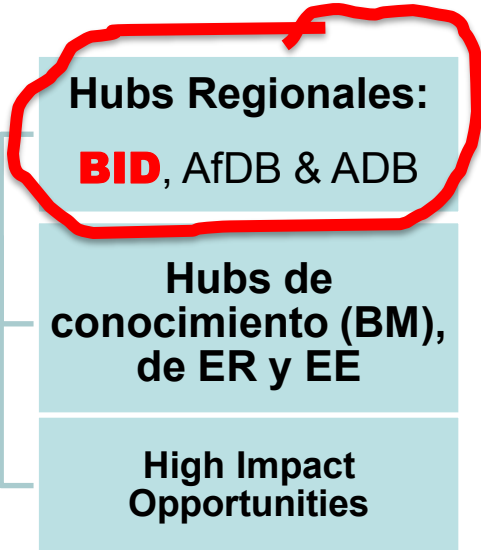 Hubs Regionales:
BID, AfDB & ADB
Hubs de
conocimiento (BM),
de ER y EE
High Impact
Opportunities